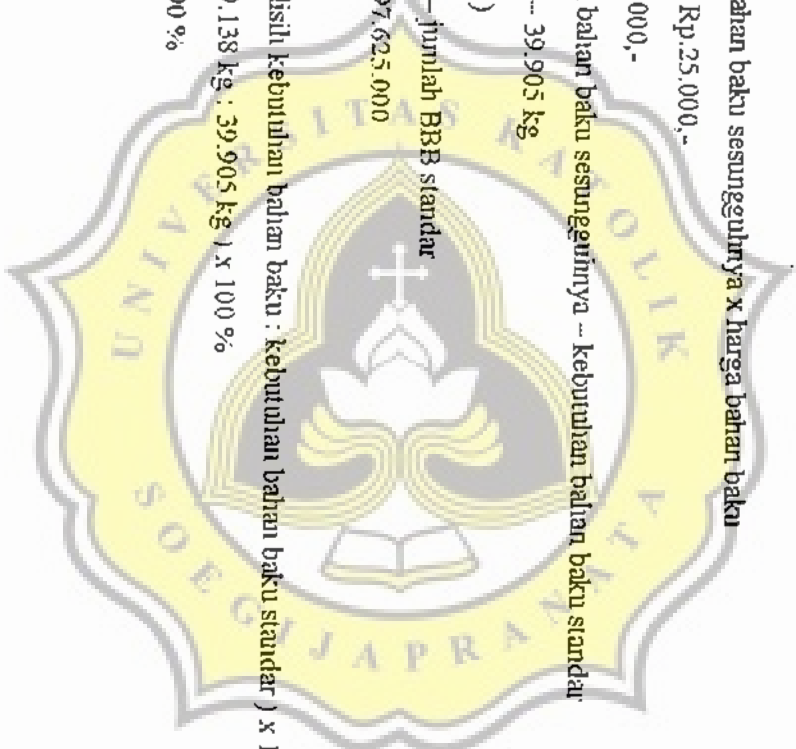 ahan baku sesungguhnya x harga bahan baku
Rp.25.000,-
000,-
bahan baku sesungguhnya – kebutuhan bahan baku standar
– 39.905 kg
)
– jumlah BBB standar
97.625.000
lisih kebutuhan bahan baku : kebutuhan bahan baku standar ) x 1
9.138 kg : 39.905 kg ) x 100 %
00 %
UNIVERSITAS KATOLIK
SOEGIJAPRANATA